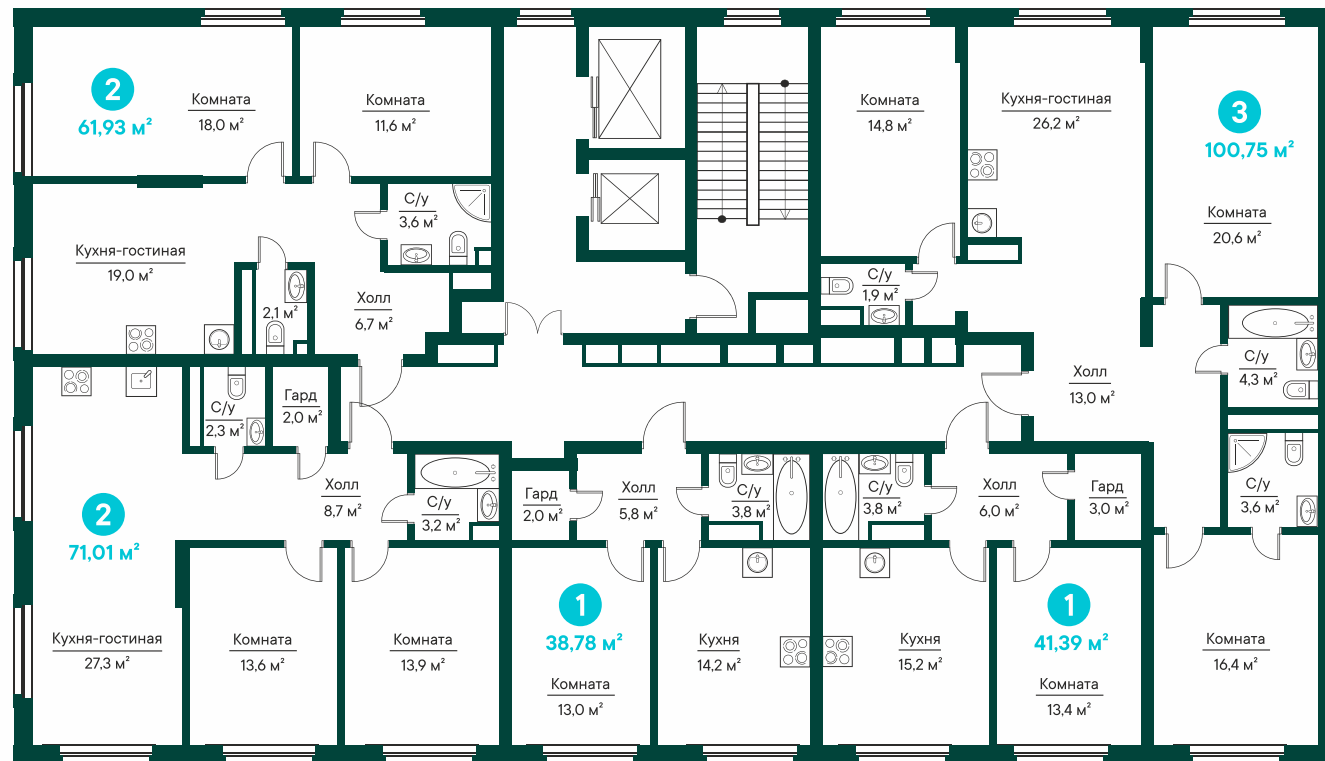 2
61,93 м²
Комната
18,0 м²
Комната
11,6 м²
С/у
3,6 м²
Кухня-гостиная
19,0 м²
2,1 м²
Холл
6,7 м²
Комната
14,8 м²
Кухня-гостиная
26,2 м²
3
100,75 м²
Комната
20,6 м²
С/у
1,9 м²
Холл
13,0 м²
С/у
4,3 м²
С/у
3,6 м²
Комната
16,4 м²
С/у
2,3 м²
Гард
2,0 м²
2
71,01 м²
Холл
8,7 м²
С/у
3,2 м²
Кухня-гостиная
27,3 м²
Комната
13,6 м²
Комната
13,9 м²
Гард
2,0 м²
Холл
5,8 м²
С/у
3,8 м²
1
38,78 м²
Комната
13,0 м²
Кухня
14,2 м²
С/у
3,8 м²
Холл
6,0 м²
Гард
3,0 м²
Кухня
15,2 м²
1
41,39 м²
Комната
13,4 м²